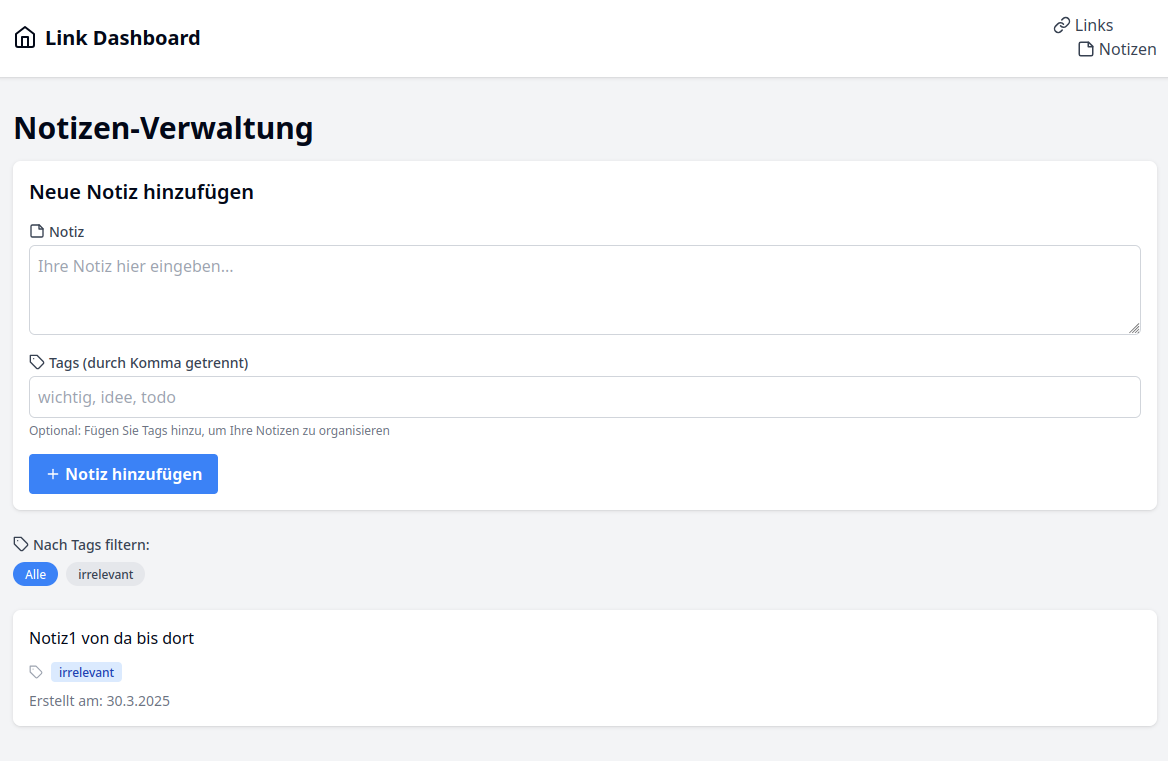 Link Dashboard
Links
Notizen
Notizen-Verwaltung
Neue Notiz hinzufügen
Notiz
Ihre Notiz hier eingeben...
Tags (durch Komma getrennt)
wichtig, idee, todo
Optional: Fügen Sie Tags hinzu, um Ihre Notizen zu organisieren
+ Notiz hinzufügen
Nach Tags filtern:
Alle irrelevant
Notiz1 von da bis dort
irrelevant
Erstellt am: 30.3.2025